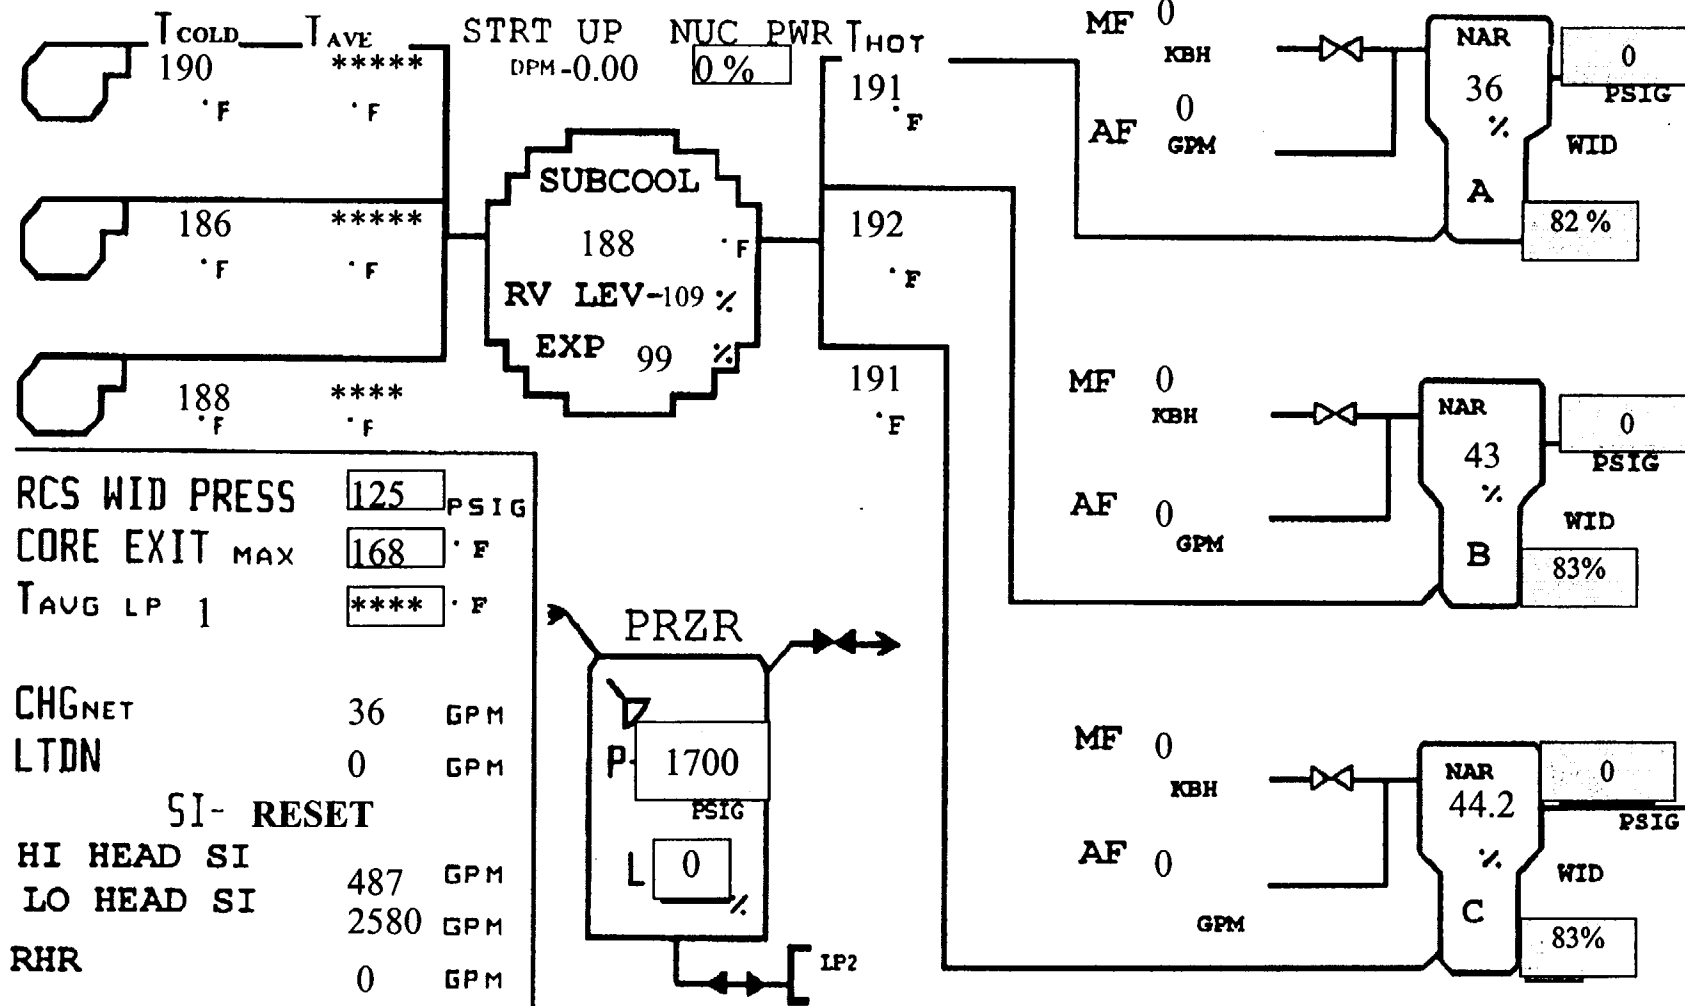 TCOLD TAVE STRT UP NUC PWR THOT
190 ***** DPM -0.00 0 % 191
°F °F °F
186 ***** 192
°F °F °F
188 **** 191
°F °F °F
SUBCOOL
188 °F
RV LEV-109 %
EXP 99 %
RCS WID PRESS 125 PSIG
CORE EXIT MAX 168 °F
TAVG LP 1 **** °F
CHGNET 36 GPM
LTDN 0 GPM
SI- RESET
HI HEAD SI 487 GPM
LO HEAD SI 2580 GPM
RHR 0 GPM
PRZR
P 1700
PSIG
L 0
%
LP2
MF 0
KBH
AF 0
GPM
NAR
36
%
A
0
PSIG
WID
82 %
MF 0
KBH
AF 0
GPM
NAR
43
%
B
0
PSIG
WID
83%
MF 0
KBH
AF 0
GPM
NAR
44.2
%
C
0
PSIG
WID
83%